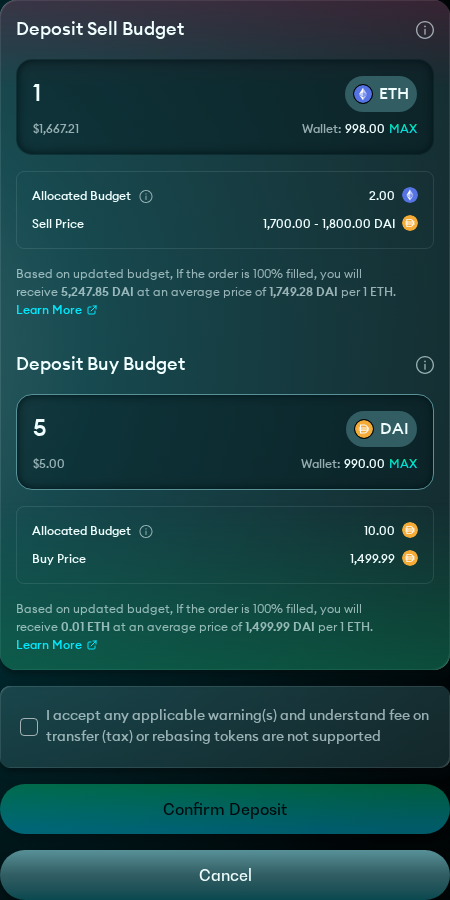 Deposit Sell Budget
1
ETH
$1,667.21
Wallet: 998.00 MAX
Allocated Budget
2.00
Sell Price
1,700.00 - 1,800.00 DAI
Based on updated budget, If the order is 100% filled, you will
receive 5,247.85 DAI at an average price of 1,749.28 DAI per 1 ETH.
Learn More
Deposit Buy Budget
5
DAI
$5.00
Wallet: 990.00 MAX
Allocated Budget
10.00
Buy Price
1,499.99
Based on updated budget, If the order is 100% filled, you will
receive 0.01 ETH at an average price of 1,499.99 DAI per 1 ETH.
Learn More
I accept any applicable warning(s) and understand fee on
transfer (tax) or rebasing tokens are not supported
Confirm Deposit
Cancel